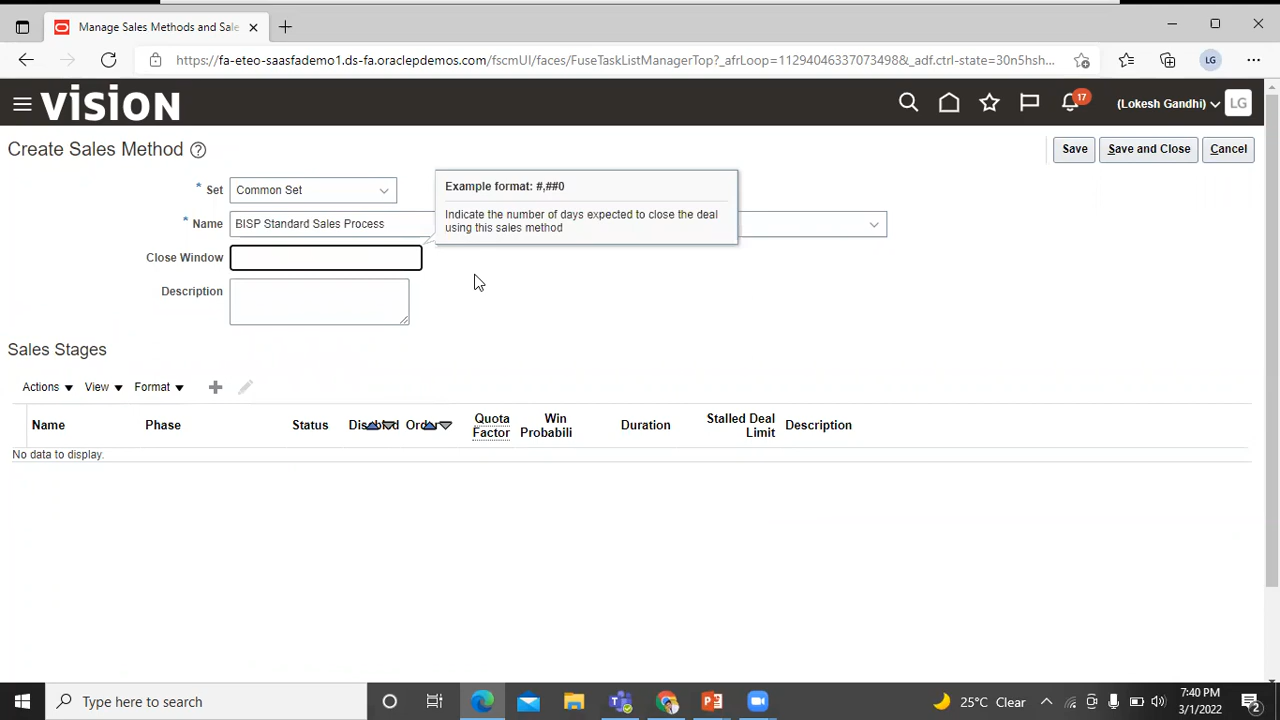 Manage Sales Methods and Sale
https://fa-eteo-saasfademo1.ds-fa.oraclepdemos.com/fscmUI/faces/FuseTaskListManagerTop?_afrLoop=112940463370734988&_adf.ctrl-state=30n5hsh...
LG
VISION
17
(Lokesh Gandhi)
LG
Create Sales Method
Save
Save and Close
Cancel
* Set
Common Set
Example format: #,##0
Indicate the number of days expected to close the deal
using this sales method
* Name
BISP Standard Sales Process
Close Window
Description
Sales Stages
Actions
View
Format
Name
Phase
Status
Disabled
Order
Quota
Factor
Win
Probabili
Duration
Stalled Deal
Limit
Description
No data to display.
Type here to search
25°C Clear
7:40 PM
3/1/2022
2